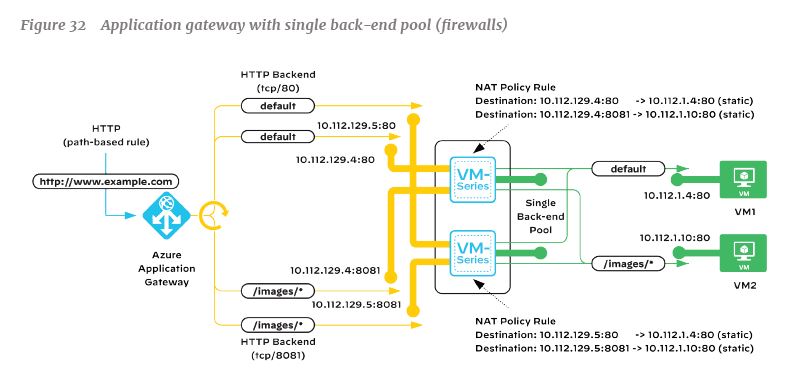 Figure 32 Application gateway with single back-end pool (firewalls)
HTTP Backend
(tcp/80)
default
10.112.129.5:80
default
10.112.129.4:80
HTTP
(path-based rule)
http://www.example.com
Azure
Application
Gateway
10.112.129.4:8081
/images/*
10.112.129.5:8081
/images/*
HTTP Backend
(tcp/8081)
NAT Policy Rule
Destination: 10.112.129.4:80 -> 10.112.1.4:80 (static)
Destination: 10.112.129.4:8081 -> 10.112.1.10:80 (static)
VM-
Series
VM-
Series
Single
Back-end
Pool
default
10.112.1.4:80
VM
VM1
10.112.1.10:80
/images/*
VM
VM2
NAT Policy Rule
Destination: 10.112.129.5:80 -> 10.112.1.4:80 (static)
Destination: 10.112.129.5:8081 -> 10.112.1.10:80 (static)